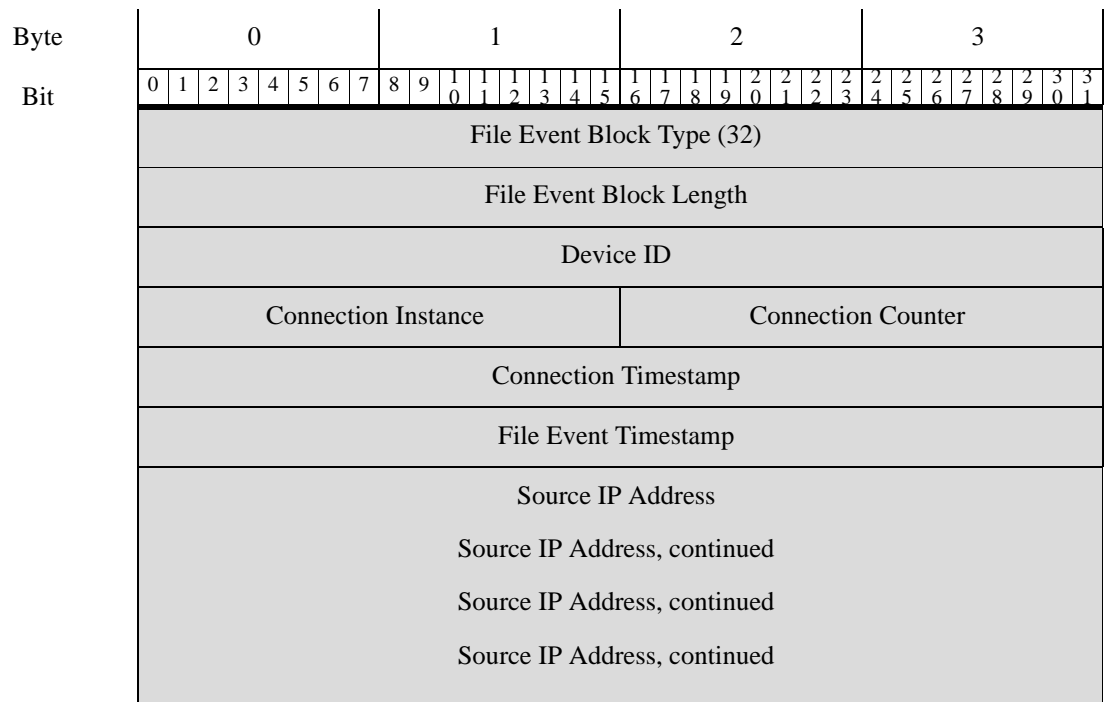 Byte 0 1 2 3
Bit 0 1 2 3 4 5 6 7 8 9 10 11 12 13 14 15 16 17 18 19 20 21 22 23 24 25 26 27 28 29 30 31
File Event Block Type (32)
File Event Block Length
Device ID
Connection Instance Connection Counter
Connection Timestamp
File Event Timestamp
Source IP Address
Source IP Address, continued
Source IP Address, continued
Source IP Address, continued